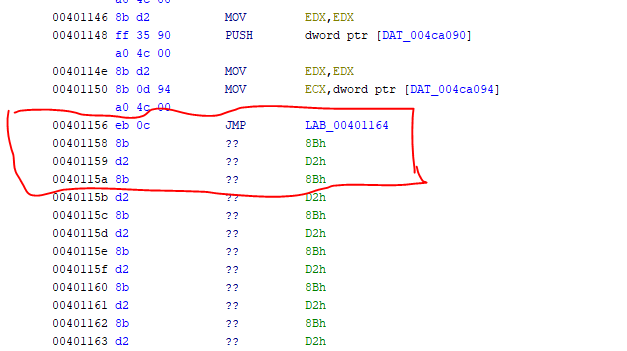 a0 4c 00
00401146 8b d2 MOV EDX,EDX
00401148 ff 35 90 PUSH dword ptr [DAT_004ca090]
a0 4c 00
0040114e 8b d2 MOV EDX,EDX
00401150 8b 0d 94 MOV ECX,dword ptr [DAT_004ca094]
a0 4c 00
00401156 eb 0c JMP LAB_00401164
00401158 8b ?? 8Bh
00401159 d2 ?? D2h
0040115a 8b ?? 8Bh
0040115b d2 ?? D2h
0040115c 8b ?? 8Bh
0040115d d2 ?? D2h
0040115e 8b ?? 8Bh
0040115f d2 ?? D2h
00401160 8b ?? 8Bh
00401161 d2 ?? D2h
00401162 8b ?? 8Bh
00401163 d2 ?? D2h